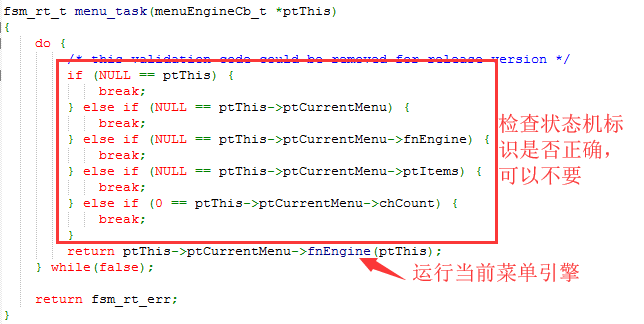 fsm_rt_t menu_task(menuEngineCb_t *ptThis)
{
do {
/* this validation code could be removed for release version */
if (NULL == ptThis) {
break;
} else if (NULL == ptThis->ptCurrentMenu) {
break;
} else if (NULL == ptThis->ptCurrentMenu->fnEngine) {
break;
} else if (NULL == ptThis->ptCurrentMenu->ptItems) {
break;
} else if (0 == ptThis->ptCurrentMenu->chCount) {
break;
}
检查状态机标
识是否正确，
可以不要
return ptThis->ptCurrentMenu->fnEngine(ptThis);
} while(false);
运行当前菜单引擎
return fsm_rt_err;
}